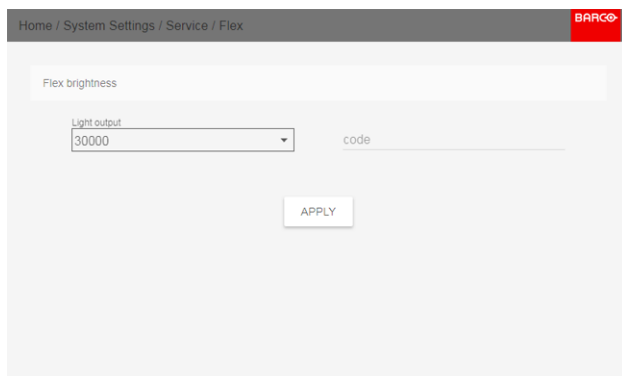 Home / System Settings / Service / Flex
BARCO
Flex brightness
Light output
30000
code
APPLY